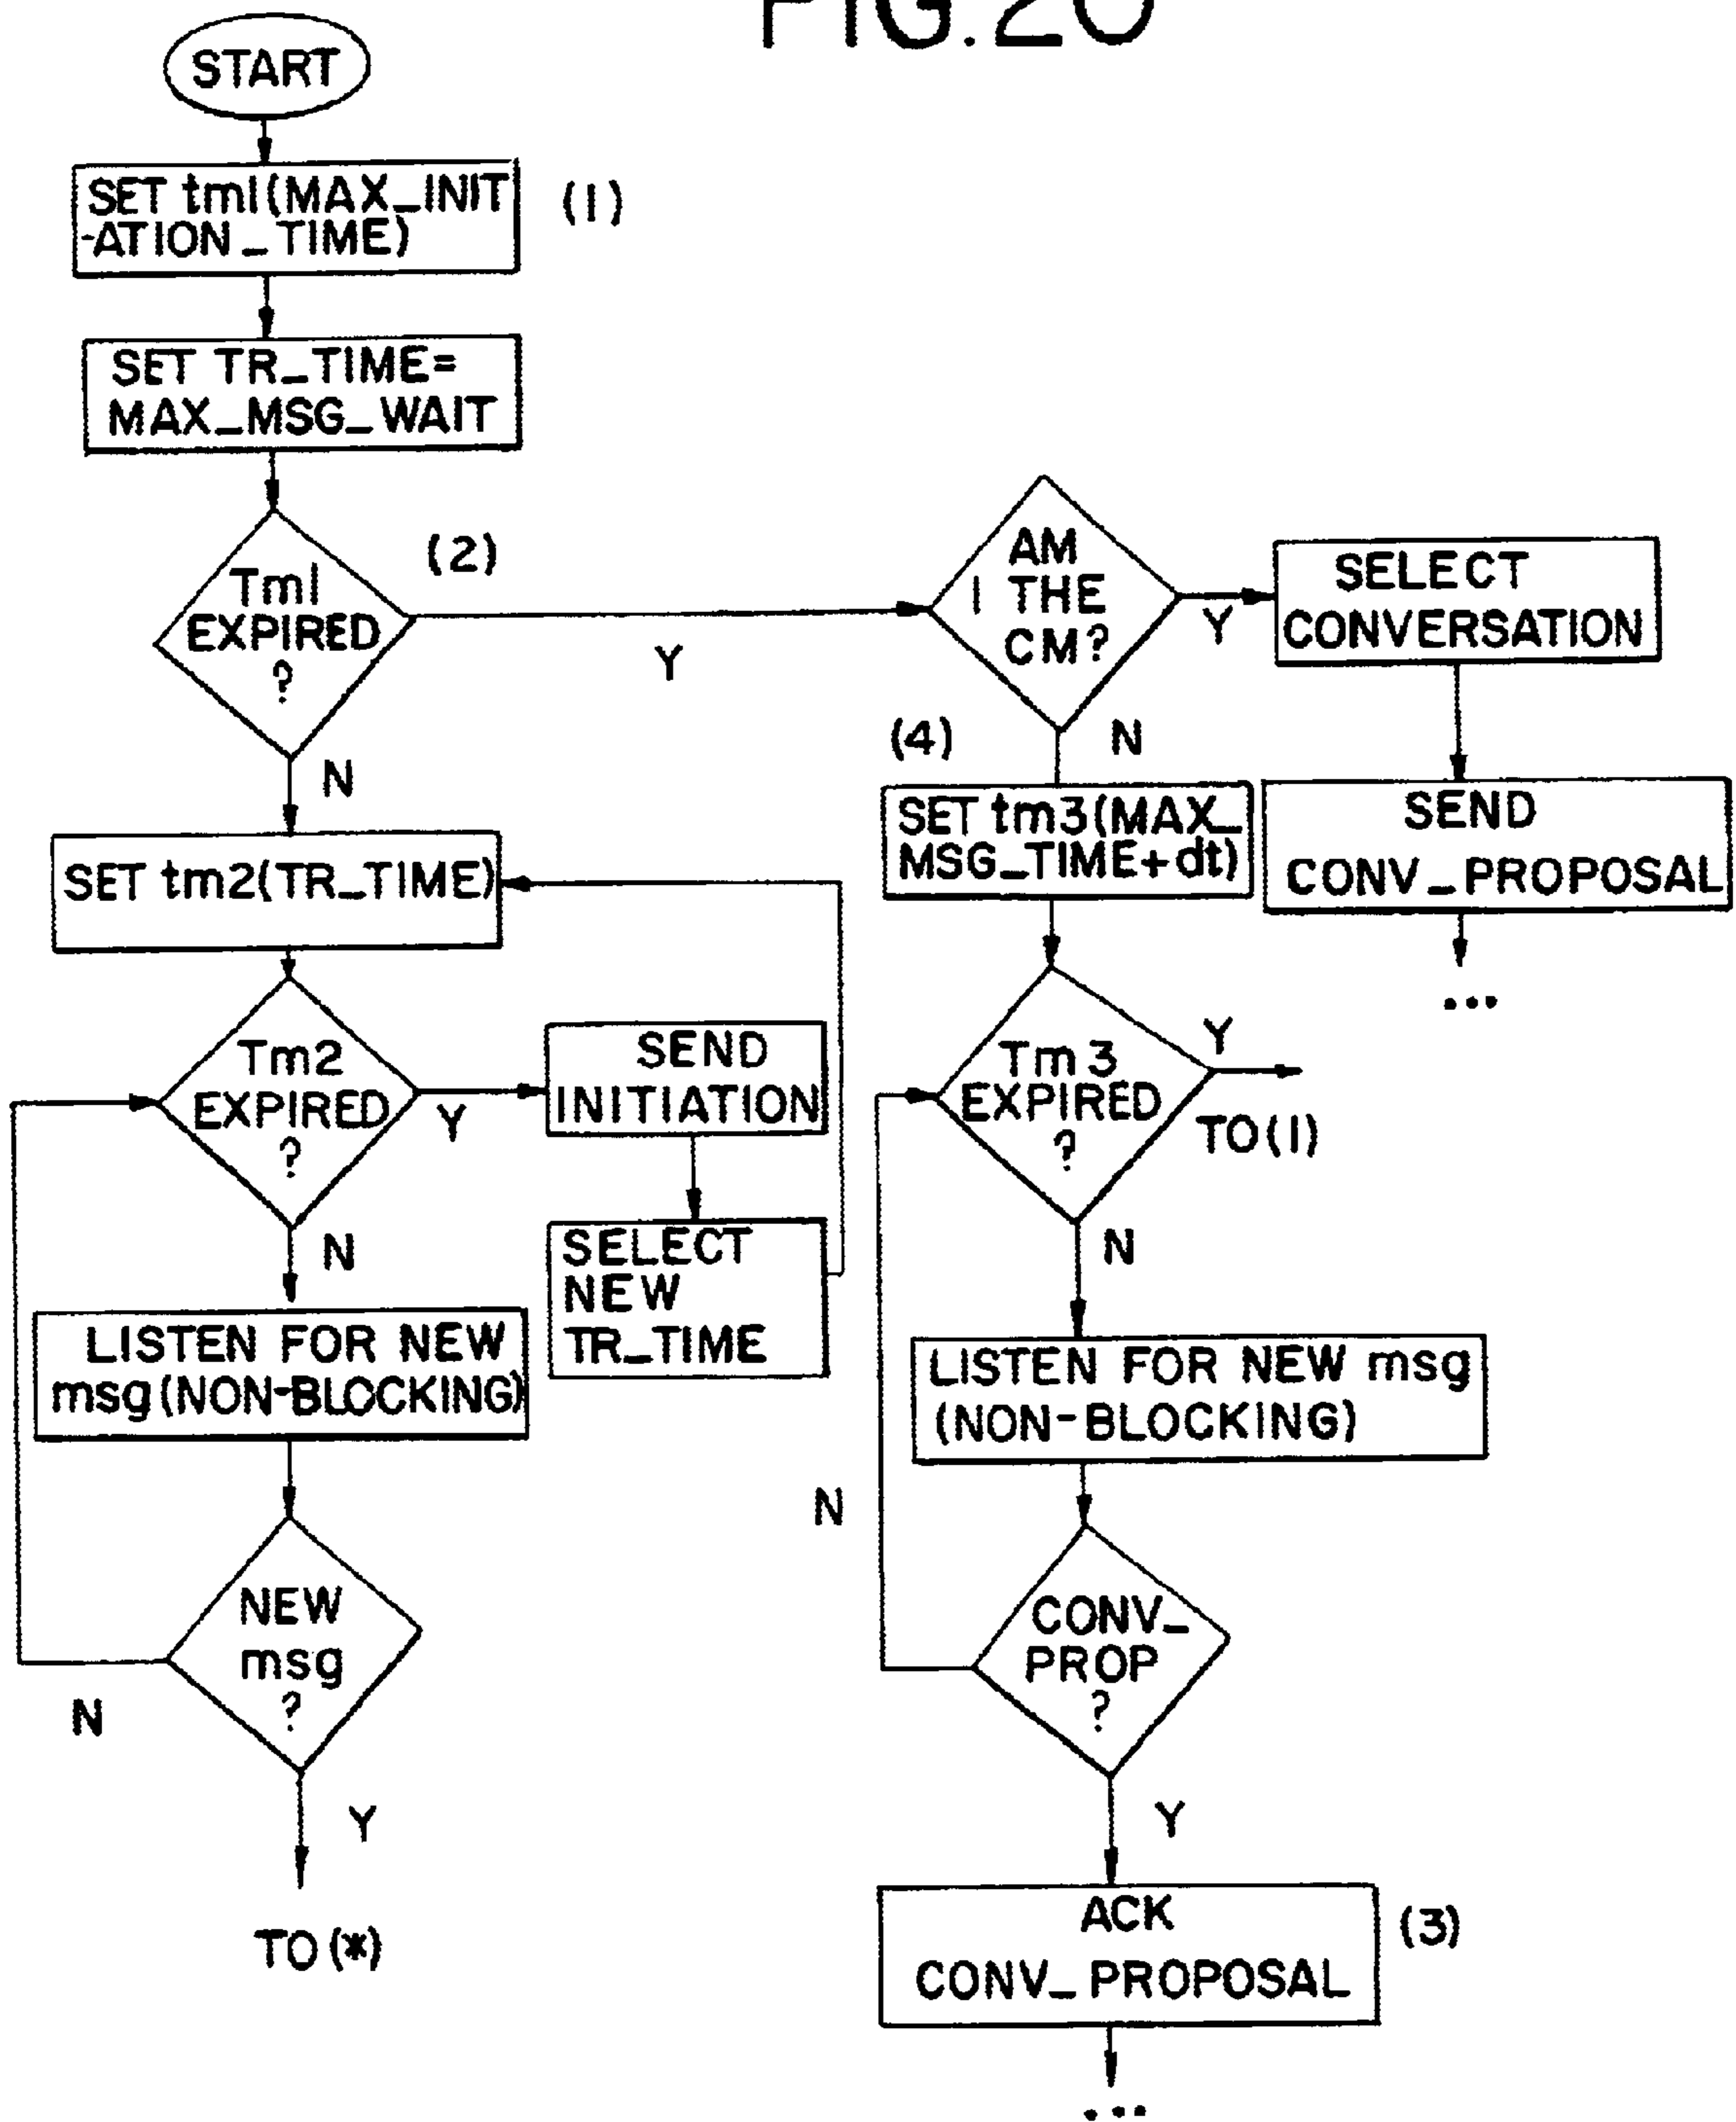 FIG.20
START
SET tm1(MAX_INIT
-ATION_TIME)
(1)
SET TR_TIME=
MAX_MSG_WAIT
Tm1
EXPIRED
?
(2)
Y
N
AM
I THE
CM?
Y
N
SELECT
CONVERSATION
SEND
CONV_PROPOSAL
...
(4)
SET tm3(MAX_
MSG_TIME+dt)
SET tm2(TR_TIME)
Tm2
EXPIRED
?
Y
N
SEND
INITIATION
SELECT
NEW
TR_TIME
Tm3
EXPIRED
?
Y
TO(1)
N
LISTEN FOR NEW
msg(NON-BLOCKING)
NEW
msg
?
N
Y
TO(*)
LISTEN FOR NEW msg
(NON-BLOCKING)
N
CONV_
PROP
?
Y
ACK
CONV_PROPOSAL
(3)
...